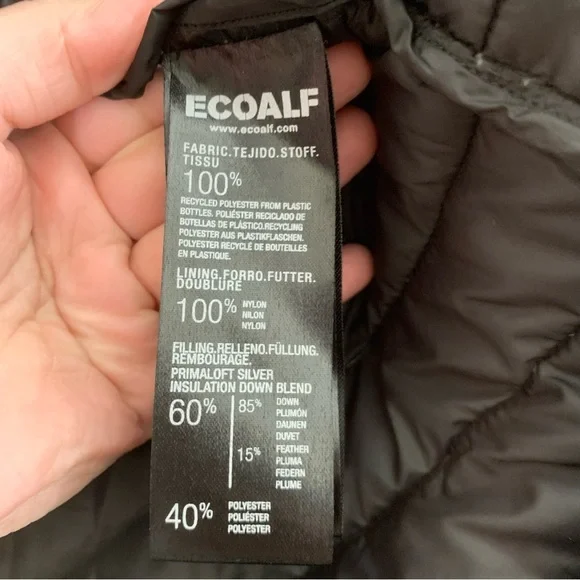 ECOALF
www.ecoalf.com
FABRIC.TEJIDO.STOFF.
TISSU
100%
RECYCLED POLYESTER FROM PLASTIC
BOTTLES. POLIÉSTER RECICLADO DE
BOTELLAS DE PLÁSTICO.RECYCLING
POLYESTER AUS PLASTIKFLASCHEN.
POLYESTER RECYCLÉ DE BOUTEILLES
EN PLASTIQUE.
LINING.FORRO.FUTTER.
DOUBLURE
100% NYLON
NILON
NYLON
FILLING.RELLENO.FÜLLUNG.
REMBOURRAGE.
PRIMALOFT SILVER
INSULATION DOWN BLEND
60% 85% DOWN
PLUMÓN
DAUNEN
DUVET
15% FEATHER
PLUMA
FEDERN
PLUME
40% POLYESTER
POLIÉSTER
POLYESTER